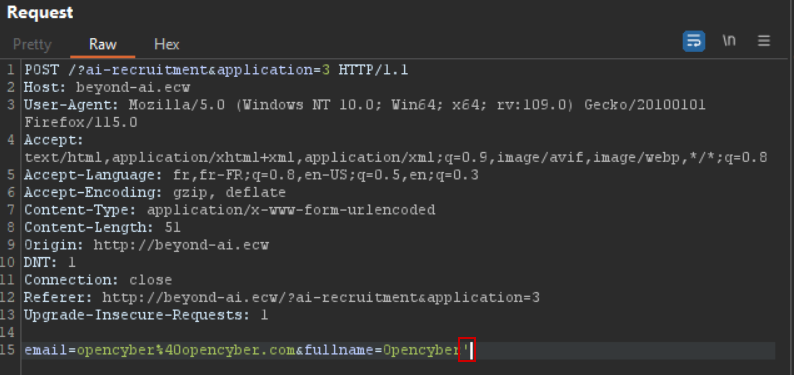 Request
Pretty Raw Hex
\n
1 POST /?ai-recruitment&application=3 HTTP/1.1
2 Host: beyond-ai.ecw
3 User-Agent: Mozilla/5.0 (Windows NT 10.0; Win64; x64; rv:109.0) Gecko/20100101
Firefox/115.0
4 Accept:
text/html,application/xhtml+xml,application/xml;q=0.9,image/avif,image/webp,*/*;q=0.8
5 Accept-Language: fr,fr-FR;q=0.8,en-US;q=0.5,en;q=0.3
6 Accept-Encoding: gzip, deflate
7 Content-Type: application/x-www-form-urlencoded
8 Content-Length: 51
9 Origin: http://beyond-ai.ecw
10 DNT: 1
11 Connection: close
12 Referer: http://beyond-ai.ecw/?ai-recruitment&application=3
13 Upgrade-Insecure-Requests: 1
14
15 email=opencyber%40opencyber.com&fullname=Opencyber'